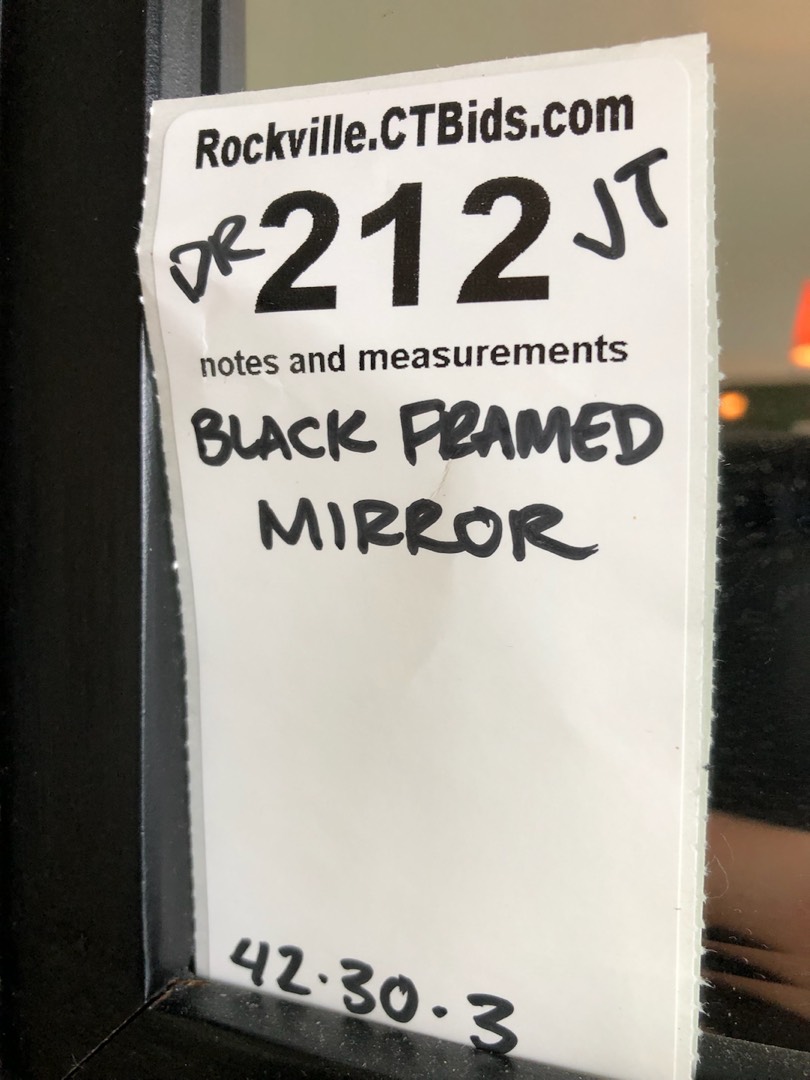 Rockville.CTBids.com
DR 212 JT
notes and measurements
BLACK FRAMED
MIRROR
42.30.3